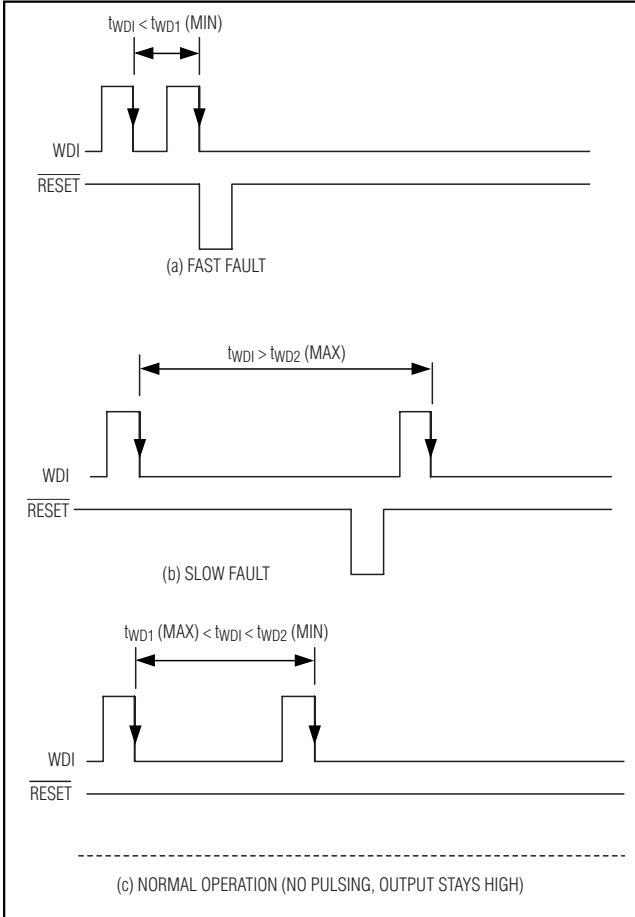 tWDI < tWD1 (MIN)
WDI
RESET
(a) FAST FAULT
tWDI > tWD2 (MAX)
WDI
RESET
(b) SLOW FAULT
tWD1 (MAX) < tWDI < tWD2 (MIN)
WDI
RESET
(c) NORMAL OPERATION (NO PULSING, OUTPUT STAYS HIGH)